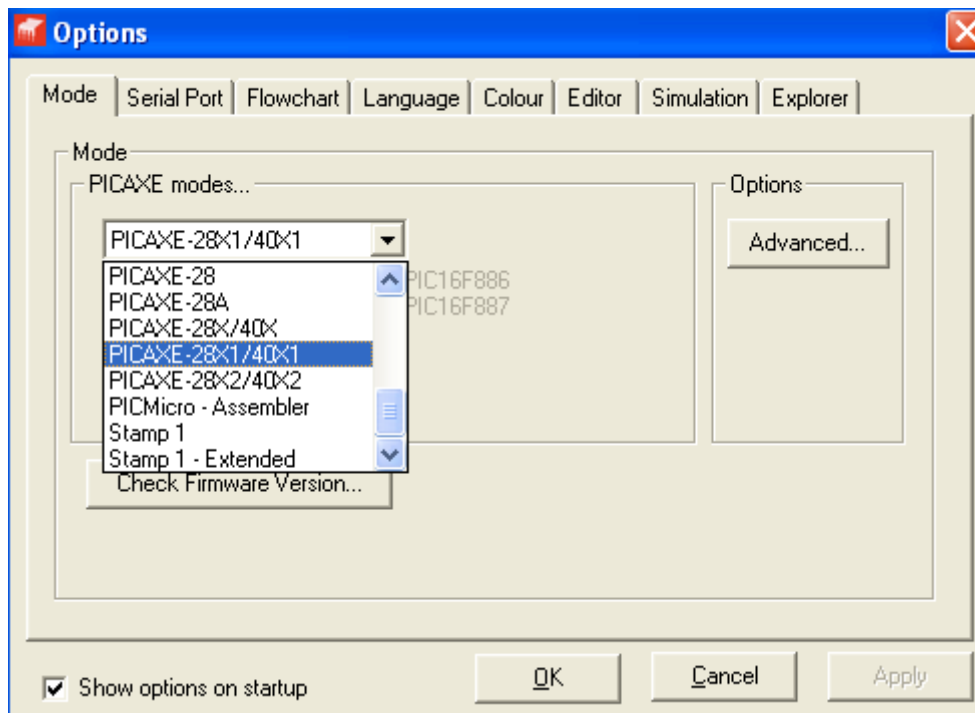 Options
Mode Serial Port Flowchart Language Colour Editor Simulation Explorer
Mode
PICAXE modes...
Options
PICAXE-28X1/40X1
Advanced...
PICAXE-28
PIC16F886
PICAXE-28A
PIC16F887
PICAXE-28X/40X
PICAXE-28X1/40X1
PICAXE-28X2/40X2
PICMicro - Assembler
Stamp 1
Stamp 1 - Extended
Check Firmware Version...
Show options on startup
OK
Cancel
Apply